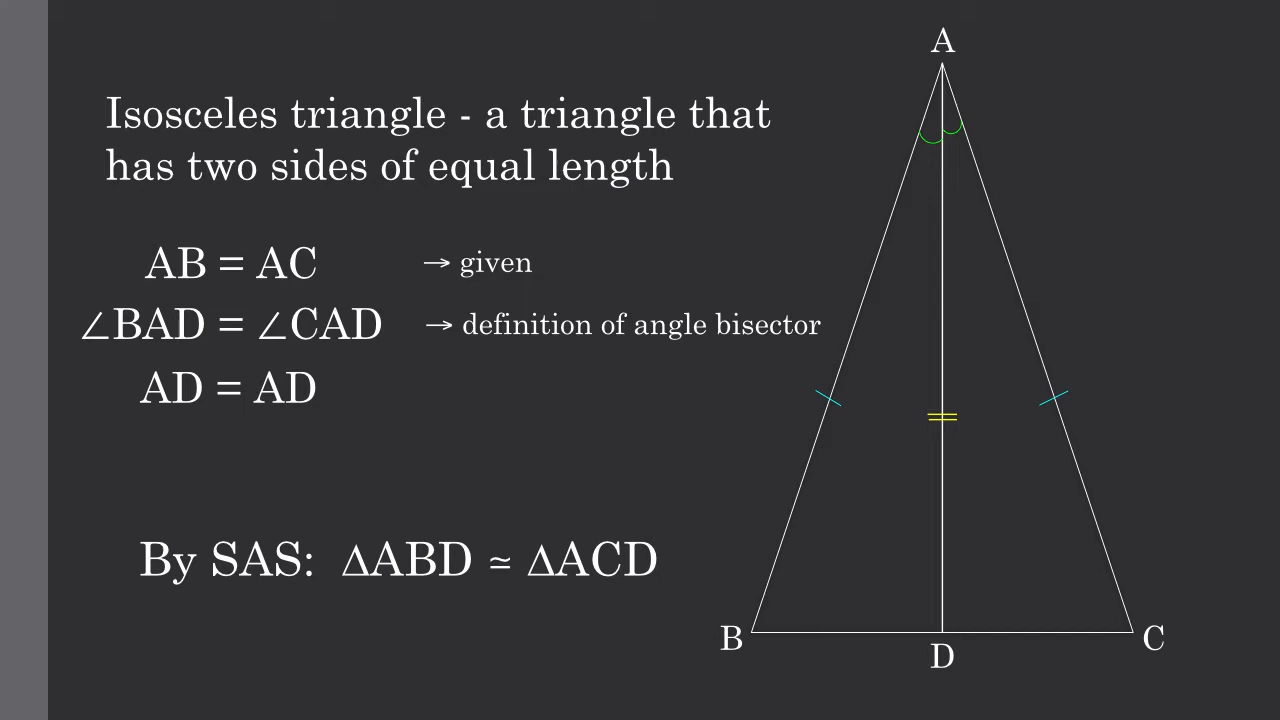 A
Isosceles triangle - a triangle that
has two sides of equal length
AB = AC → given
∠BAD = ∠CAD → definition of angle bisector
AD = AD
By SAS: ΔABD ≃ ΔACD
B
C
D